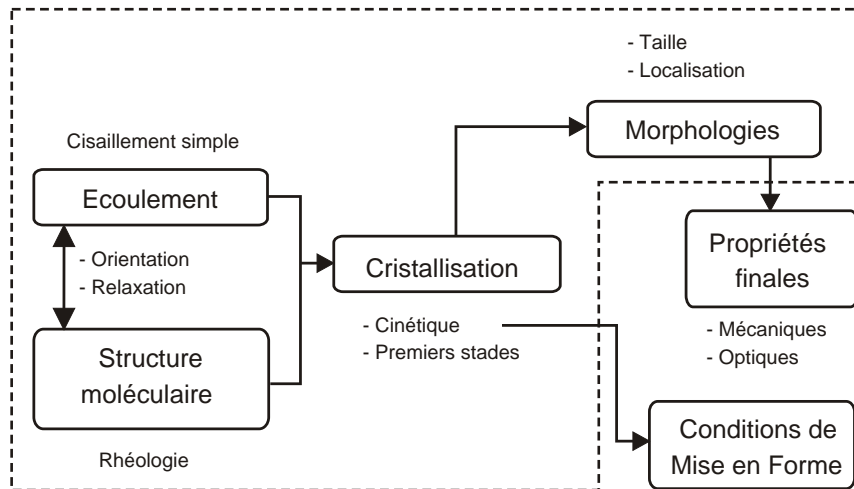 - Taille
- Localisation
Morphologies
Cisaillement simple
Ecoulement
- Orientation
- Relaxation
Cristallisation
Propriétés
finales
- Cinétique
- Premiers stades
- Mécaniques
- Optiques
Structure
moléculaire
Conditions de
Mise en Forme
Rhéologie